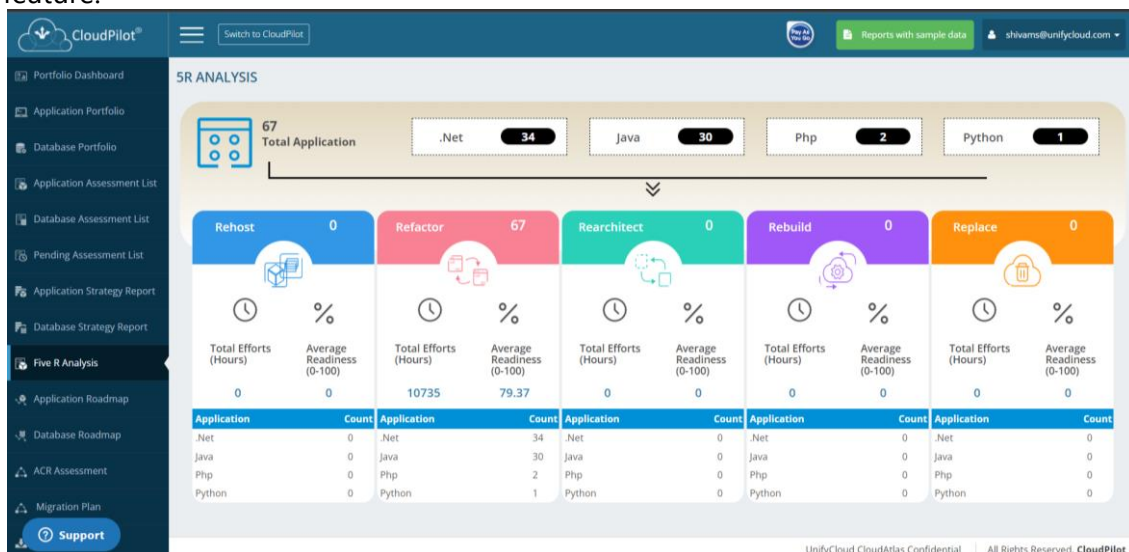 feature.
CloudPilot®
Switch to CloudPilot
Pay As You Go
Reports with sample data
shivams@unifycloud.com
Portfolio Dashboard
Application Portfolio
Database Portfolio
Application Assessment List
Database Assessment List
Pending Assessment List
Application Strategy Report
Database Strategy Report
Five R Analysis
Application Roadmap
Database Roadmap
ACR Assessment
Migration Plan
Support
5R ANALYSIS
67
Total Application
.Net 34
Java 30
Php 2
Python 1
Rehost 0
Total Efforts (Hours)
Average Readiness (0-100)
0 0
Application Count
.Net 0
Java 0
Php 0
Python 0
Refactor 67
Total Efforts (Hours)
Average Readiness (0-100)
10735 79.37
Application Count
.Net 34
Java 30
Php 2
Python 1
Rearchitect 0
Total Efforts (Hours)
Average Readiness (0-100)
0 0
Application Count
.Net 0
Java 0
Php 0
Python 0
Rebuild 0
Total Efforts (Hours)
Average Readiness (0-100)
0 0
Application Count
.Net 0
Java 0
Php 0
Python 0
Replace 0
Total Efforts (Hours)
Average Readiness (0-100)
0 0
Application Count
.Net 0
Java 0
Php 0
Python 0
UnifyCloud CloudAtlas Confidential | All Rights Reserved. CloudPilot